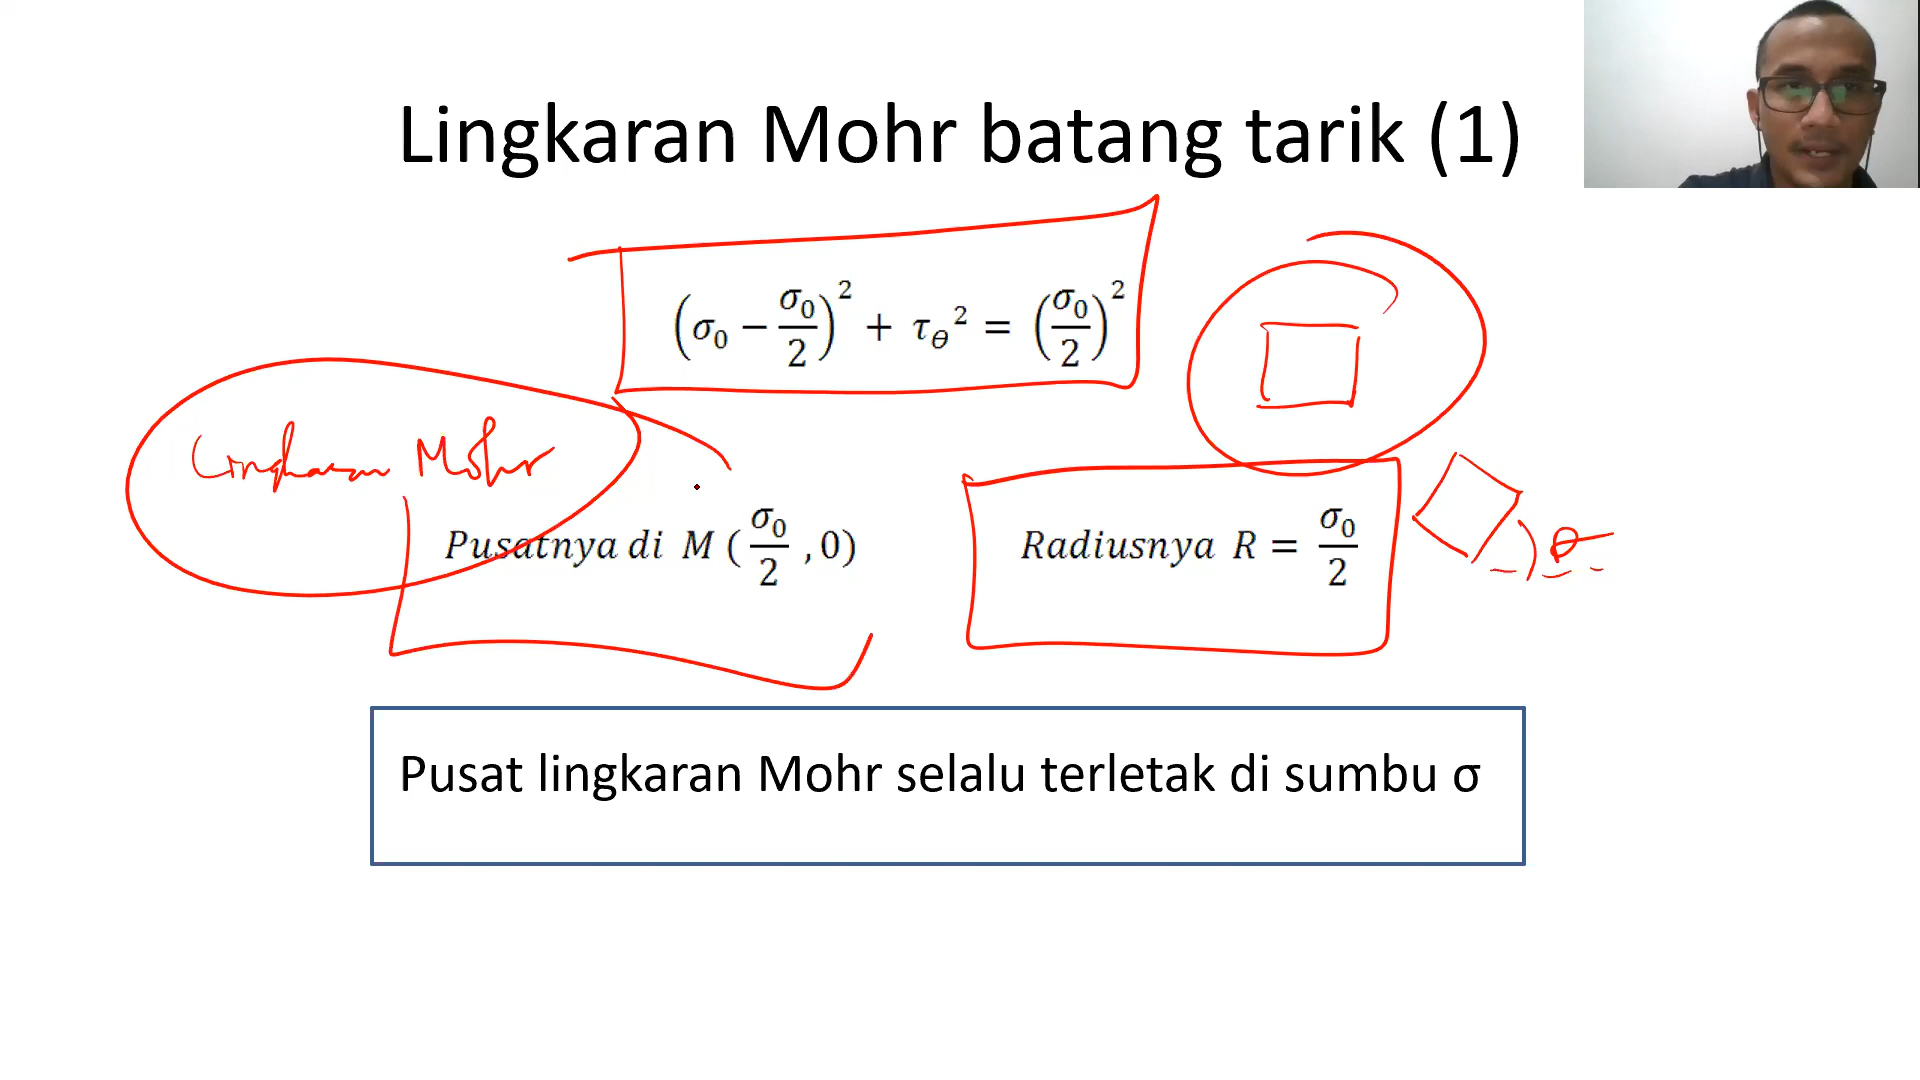 Lingkaran Mohr batang tarik (1)
(σ₀ − σ₀/2)² + τ_θ² = (σ₀/2)²
Lingkaran Mohr
Pusatnya di M (σ₀/2 , 0)
Radiusnya R = σ₀/2
θ
Pusat lingkaran Mohr selalu terletak di sumbu σ